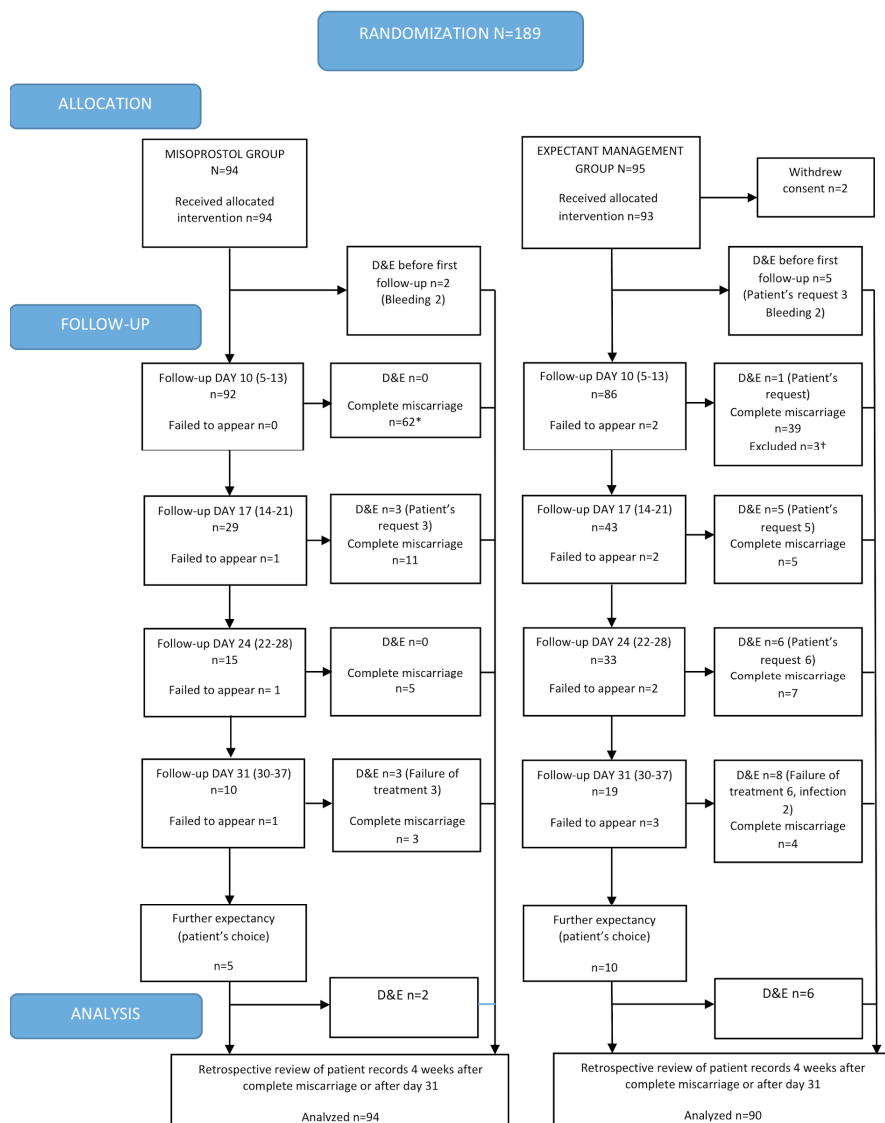 RANDOMIZATION N=189
ALLOCATION
MISOPROSTOL GROUP
N=94
Received allocated
intervention n=94
EXPECTANT MANAGEMENT
GROUP N=95
Received allocated
intervention n=93
Withdrew
consent n=2
D&E before first
follow-up n=2
(Bleeding 2)
D&E before first
follow-up n=5
(Patient's request 3
Bleeding 2)
FOLLOW-UP
Follow-up DAY 10 (5-13)
n=92
Failed to appear n=0
D&E n=0
Complete miscarriage
n=62*
Follow-up DAY 10 (5-13)
n=86
Failed to appear n=2
D&E n=1 (Patient's
request)
Complete miscarriage
n=39
Excluded n=3†
Follow-up DAY 17 (14-21)
n=29
Failed to appear n=1
D&E n=3 (Patient's
request 3)
Complete miscarriage
n=11
Follow-up DAY 17 (14-21)
n=43
Failed to appear n=2
D&E n=5 (Patient's
request 5)
Complete miscarriage
n=5
Follow-up DAY 24 (22-28)
n=15
Failed to appear n= 1
D&E n=0
Complete miscarriage
n=5
Follow-up DAY 24 (22-28)
n=33
Failed to appear n=2
D&E n=6 (Patient's
request 6)
Complete miscarriage
n=7
Follow-up DAY 31 (30-37)
n=10
Failed to appear n=1
D&E n=3 (Failure of
treatment 3)
Complete miscarriage
n= 3
Follow-up DAY 31 (30-37)
n=19
Failed to appear n=3
D&E n=8 (Failure of
treatment 6, infection
2)
Complete miscarriage
n=4
Further expectancy
(patient's choice)
n=5
Further expectancy
(patient's choice)
n=10
D&E n=2
D&E n=6
ANALYSIS
Retrospective review of patient records 4 weeks after
complete miscarriage or after day 31
Analyzed n=94
Retrospective review of patient records 4 weeks after
complete miscarriage or after day 31
Analyzed n=90